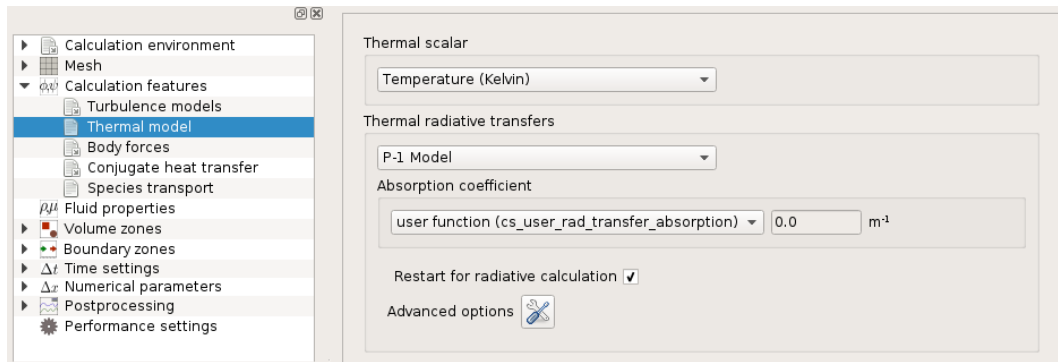 Calculation environment
Mesh
φ,ψ Calculation features
Turbulence models
Thermal model
Body forces
Conjugate heat transfer
Species transport
ρ,μ Fluid properties
Volume zones
Boundary zones
Δt Time settings
Δx Numerical parameters
Postprocessing
Performance settings
Thermal scalar
Temperature (Kelvin)
Thermal radiative transfers
P-1 Model
Absorption coefficient
user function (cs_user_rad_transfer_absorption) 0.0 m⁻¹
Restart for radiative calculation
Advanced options